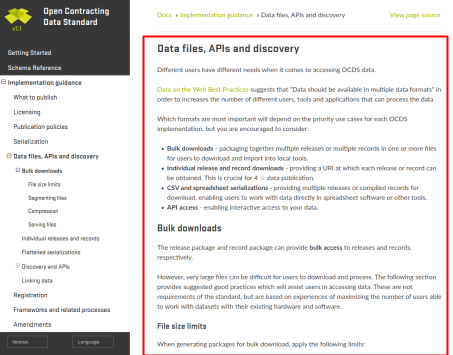 Open Contracting
Data Standard
v1.1
Getting Started
Schema Reference
Implementation guidance
What to publish
Licensing
Publication policies
Serialization
Data files, APIs and discovery
Bulk downloads
File size limits
Segmenting files
Compression
Serving files
Individual releases and records
Flattened serializations
Discovery and APIs
Linking data
Registration
Frameworks and related processes
Amendments
Version
Language
Docs » Implementation guidance » Data files, APIs and discovery
View page source
Data files, APIs and discovery
Different users have different needs when it comes to accessing OCDS data.
Data on the Web Best Practices suggests that "Data should be available in multiple data formats" in
order to increases the number of different users, tools and applications that can process the data.
Which formats are most important will depend on the priority use cases for each OCDS
implementation, but you are encouraged to consider:
• Bulk downloads - packaging together multiple releases or multiple records in one or more files
for users to download and import into local tools.
• Individual release and record downloads - providing a URI at which each release or record can
be obtained. This is crucial for 4 ☆ data publication.
• CSV and spreadsheet serializations - providing multiple releases or compiled records for
download, enabling users to work with data directly in spreadsheet software or other tools.
• API access - enabling interactive access to your data.
Bulk downloads
The release package and record package can provide bulk access to releases and records,
respectively.
However, very large files can be difficult for users to download and process. The following section
provides suggested good practices which will assist users in accessing data. These are not
requirements of the standard, but are based on experiences of maximizing the number of users able
to work with datasets with their existing hardware and software.
File size limits
When generating packages for bulk download, apply the following limits: